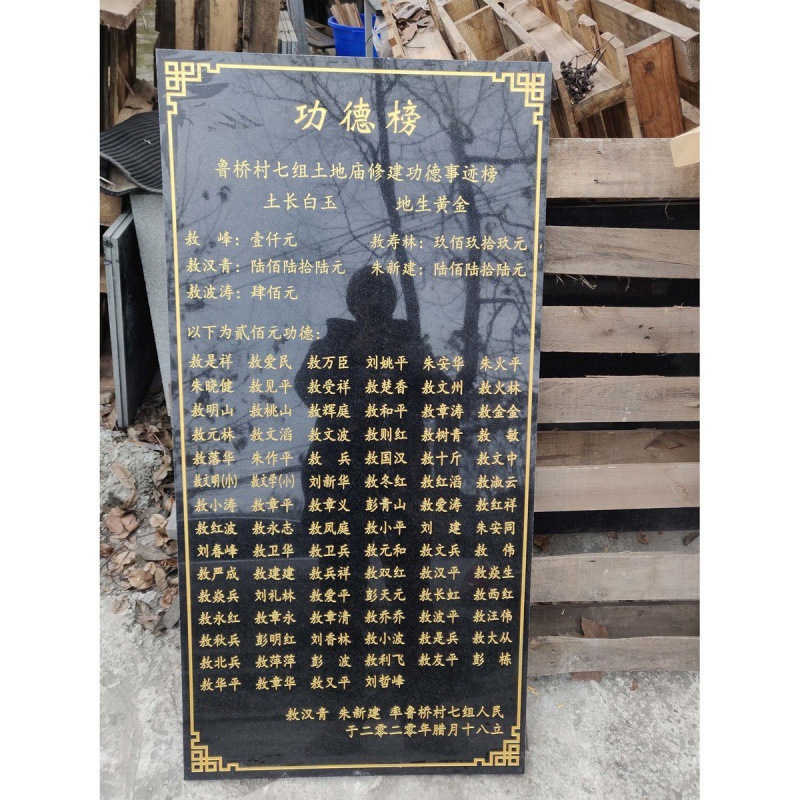 功德榜
鲁桥村七组土地庙修建功德事迹榜
土长白玉 地生黄金
敖 峰：壹仟元 敖寿林：玖佰玖拾玖元
敖汉青：陆佰陆拾陆元 朱新建：陆佰陆拾陆元
敖波涛：肆佰元
以下为贰佰元功德：
敖是祥 敖爱民 敖万臣 刘姚平 朱安华 朱火平
朱晓健 敖见平 敖受祥 敖楚香 敖文州 敖火林
敖明山 敖桃山 敖辉庭 敖和平 敖章涛 敖金金
敖元林 敖文滔 敖文波 敖则红 敖树青 敖 敏
敖落华 朱作平 敖 兵 敖国汉 敖十斤 敖文中
敖文明(小) 敖文学(小) 刘新华 敖冬红 敖红滔 敖淑云
敖小涛 敖章平 敖章义 彭青山 敖爱涛 敖红祥
敖红波 敖永志 敖凤庭 敖小平 刘 建 朱安同
刘春峰 敖卫华 敖卫兵 敖元和 敖文兵 敖 伟
敖严成 敖建建 敖兵祥 敖双红 敖汉平 敖焱生
敖焱兵 刘礼林 敖爱平 彭天元 敖长虹 敖西红
敖永红 敖章永 敖章清 敖乔乔 敖波平 敖汪伟
敖秋兵 彭明红 刘香林 敖小波 敖是兵 敖大从
敖北兵 敖萍萍 彭 波 敖利飞 敖友平 彭 栋
敖华平 敖章华 敖又平 刘哲峰
敖汉青 朱新建 率鲁桥村七组人民
于二零二零年腊月十八立